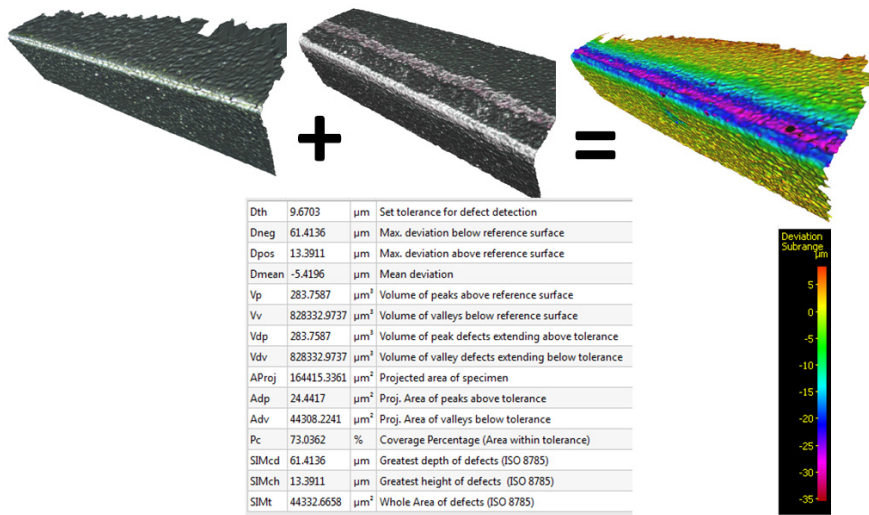 +
=
Dth 9.6703 µm Set tolerance for defect detection
Dneg 61.4136 µm Max. deviation below reference surface
Dpos 13.3911 µm Max. deviation above reference surface
Dmean -5.4196 µm Mean deviation
Vp 283.7587 µm³ Volume of peaks above reference surface
Vv 828332.9737 µm³ Volume of valleys below reference surface
Vdp 283.7587 µm³ Volume of peak defects extending above tolerance
Vdv 828332.9737 µm³ Volume of valley defects extending below tolerance
AProj 164415.3361 µm² Projected area of specimen
Adp 24.4417 µm² Proj. Area of peaks above tolerance
Adv 44308.2241 µm² Proj. Area of valleys below tolerance
Pc 73.0362 % Coverage Percentage (Area within tolerance)
SIMcd 61.4136 µm Greatest depth of defects (ISO 8785)
SIMch 13.3911 µm Greatest height of defects (ISO 8785)
SIMt 44332.6658 µm² Whole Area of defects (ISO 8785)
Deviation
Subrange
µm
5
0
-5
-10
-15
-20
-25
-30
-35